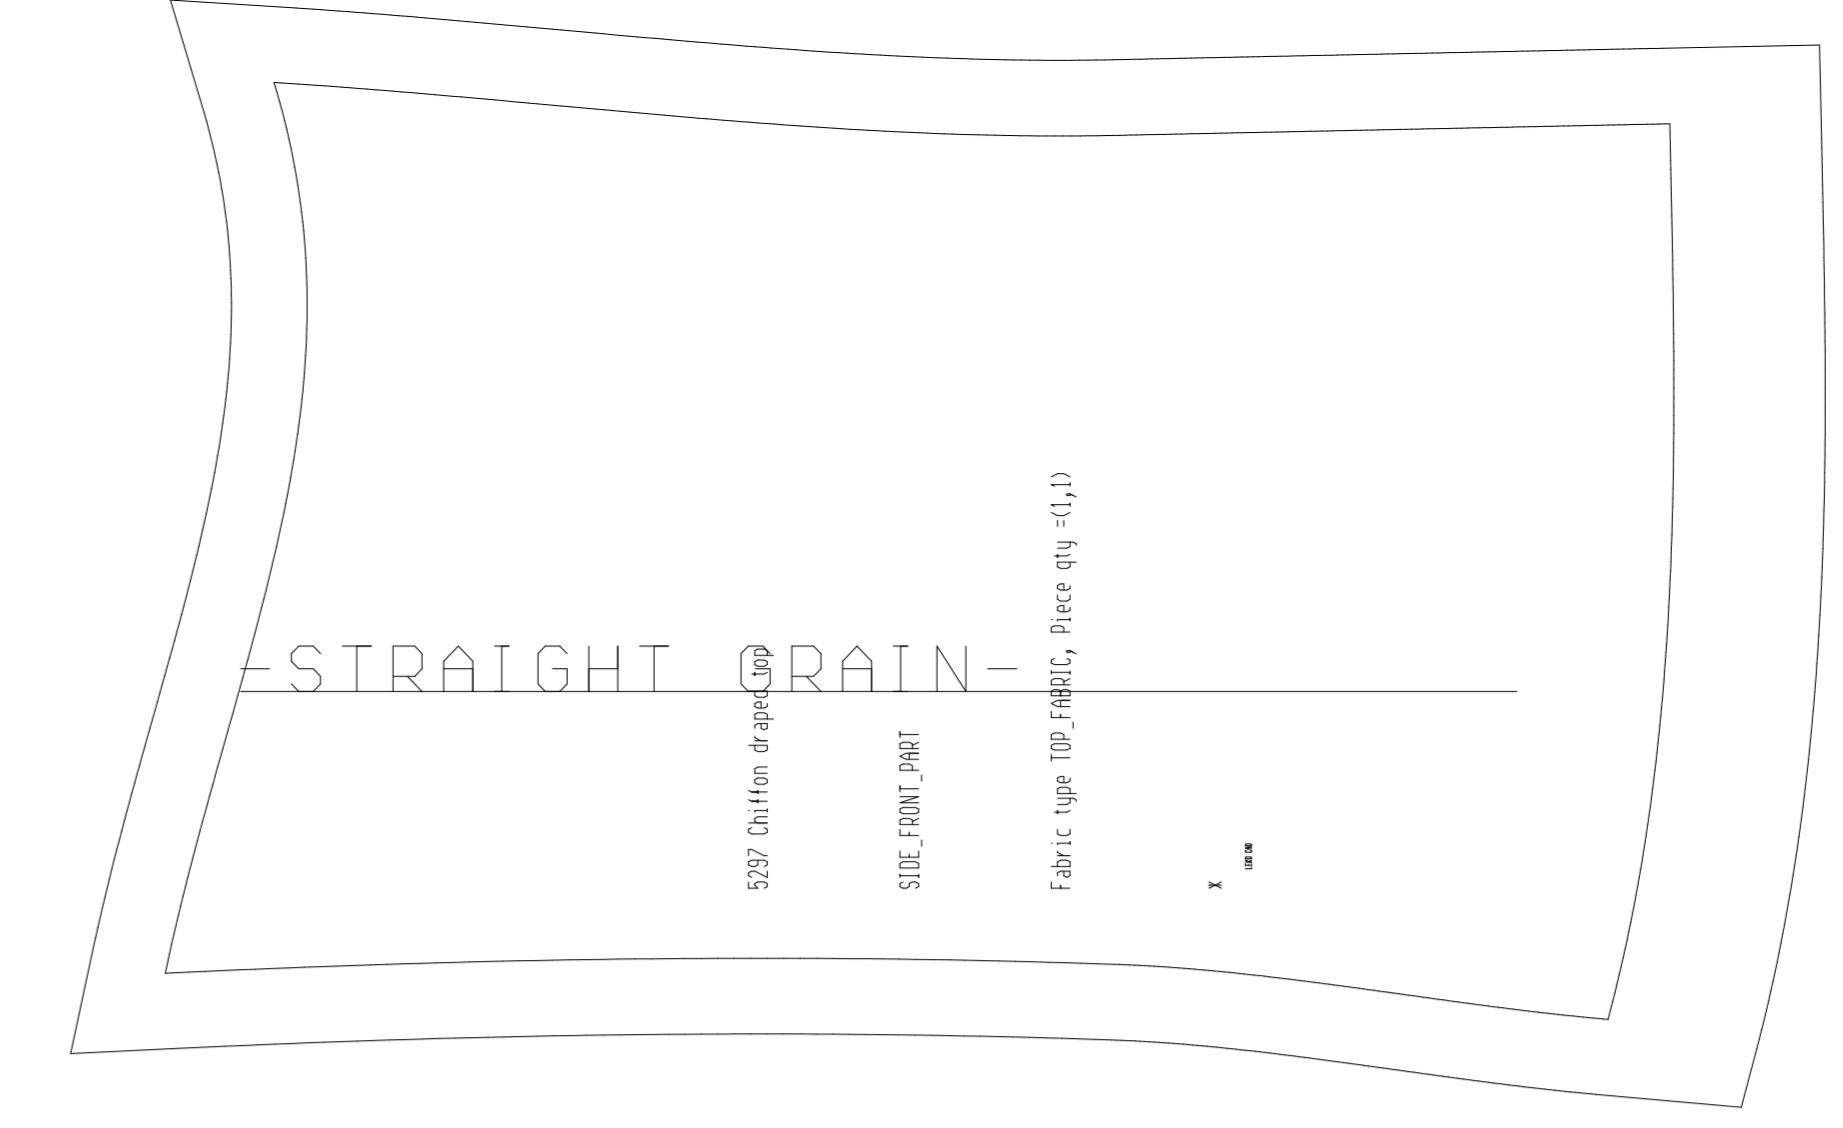 -STRAIGHT GRAIN-
5297 Chiffon draped top
SIDE_FRONT_PART
Fabric type TOP_FABRIC, Piece qty =(1,1)
X